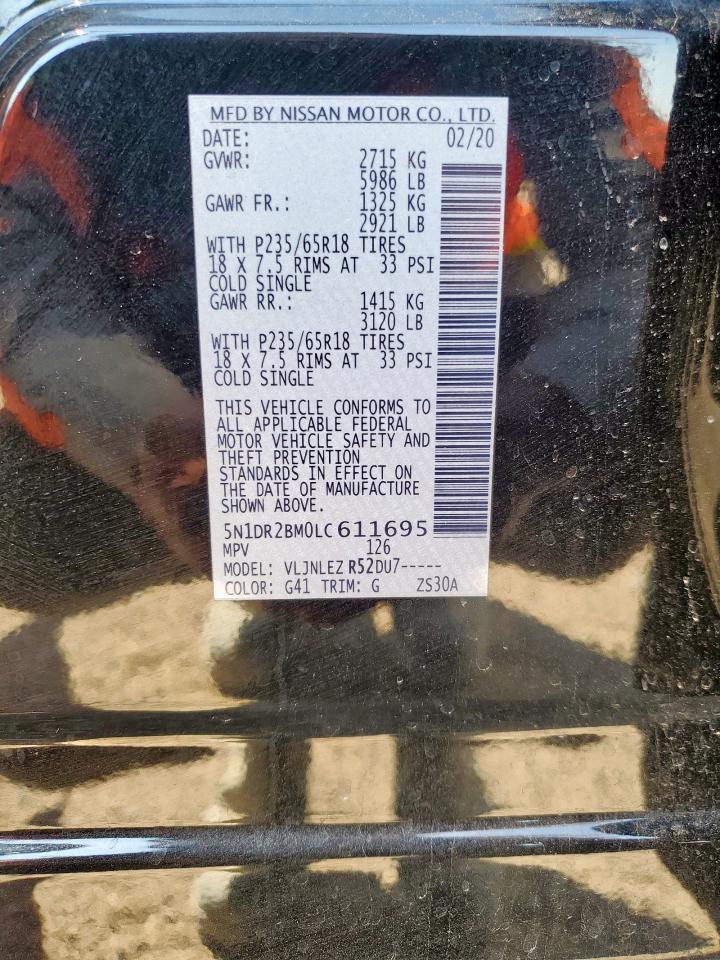 MFD BY NISSAN MOTOR CO., LTD.
DATE: 02/20
GVWR: 2715 KG
5986 LB
GAWR FR.: 1325 KG
2921 LB
WITH P235/65R18 TIRES
18 X 7.5 RIMS AT 33 PSI
COLD SINGLE
GAWR RR.: 1415 KG
3120 LB
WITH P235/65R18 TIRES
18 X 7.5 RIMS AT 33 PSI
COLD SINGLE
THIS VEHICLE CONFORMS TO
ALL APPLICABLE FEDERAL
MOTOR VEHICLE SAFETY AND
THEFT PREVENTION
STANDARDS IN EFFECT ON
THE DATE OF MANUFACTURE
SHOWN ABOVE.
5N1DR2BM0LC611695
MPV 126
MODEL: VLJNLEZ R52DU7-----
COLOR: G41 TRIM: G ZS30A